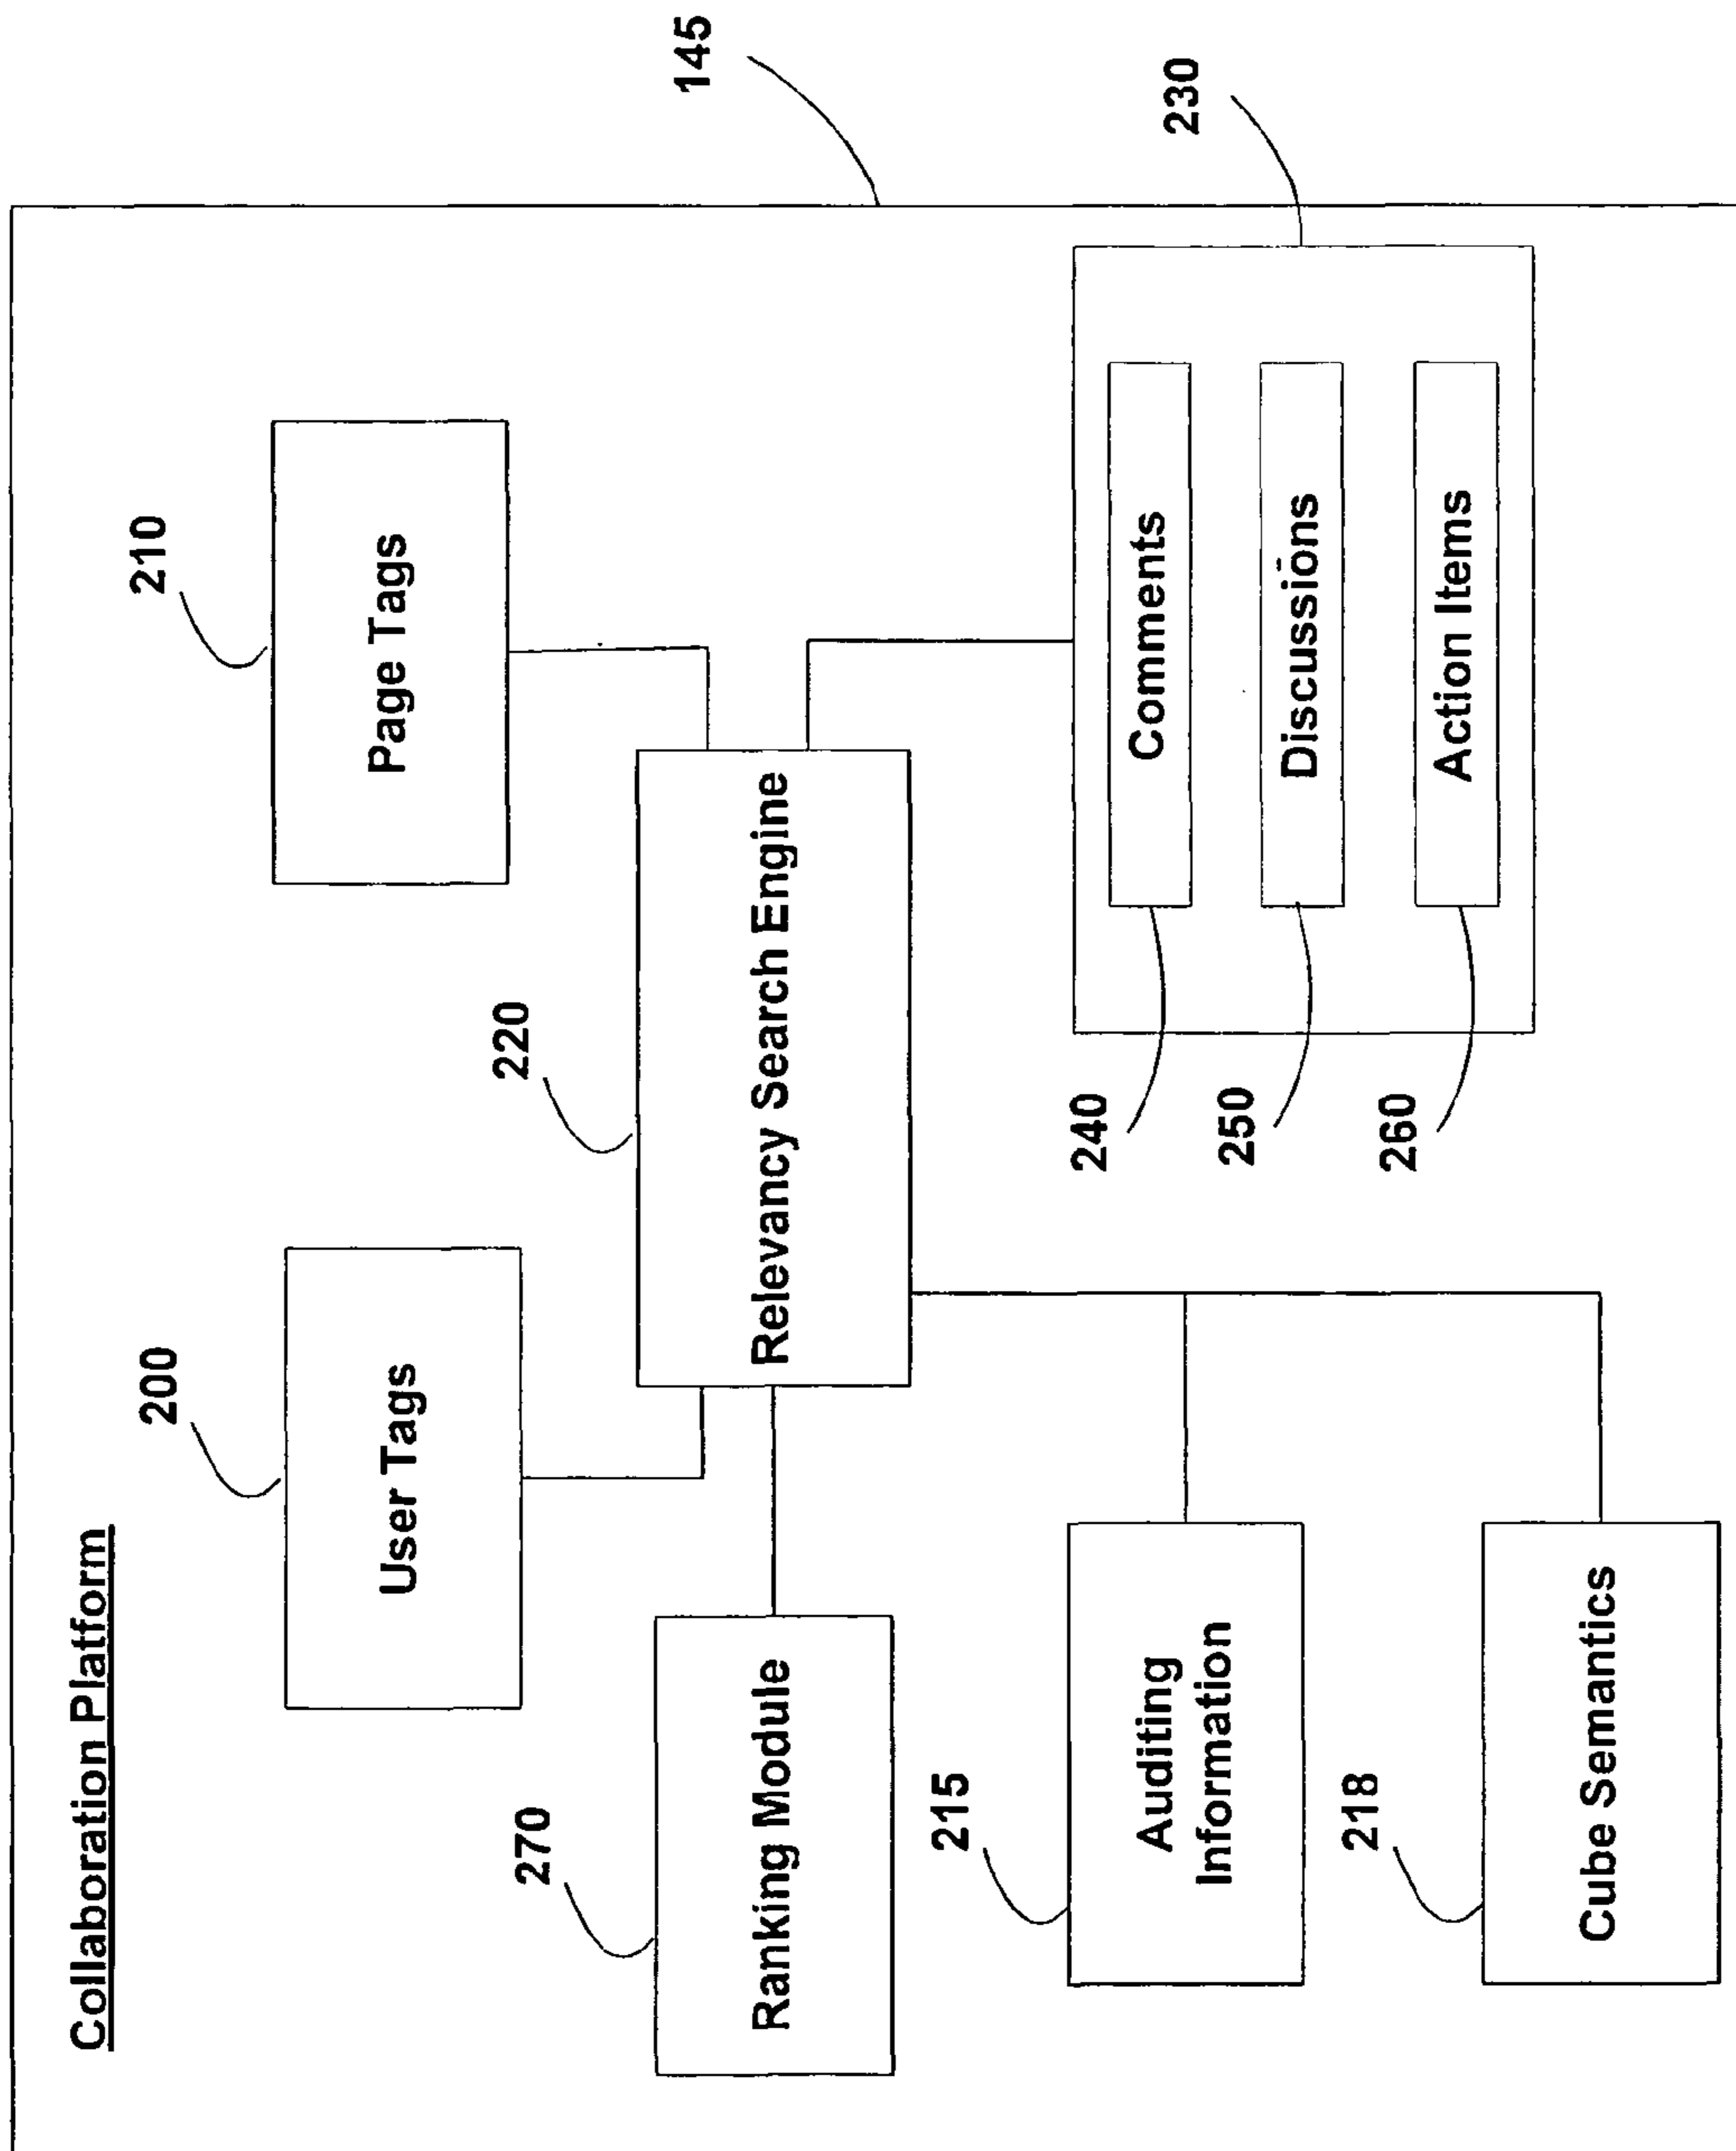 Collaboration Platform
145
200
User Tags
210
Page Tags
220
Relevancy Search Engine
270
Ranking Module
215
Auditing
Information
218
Cube Semantics
230
240
Comments
250
Discussions
260
Action Items